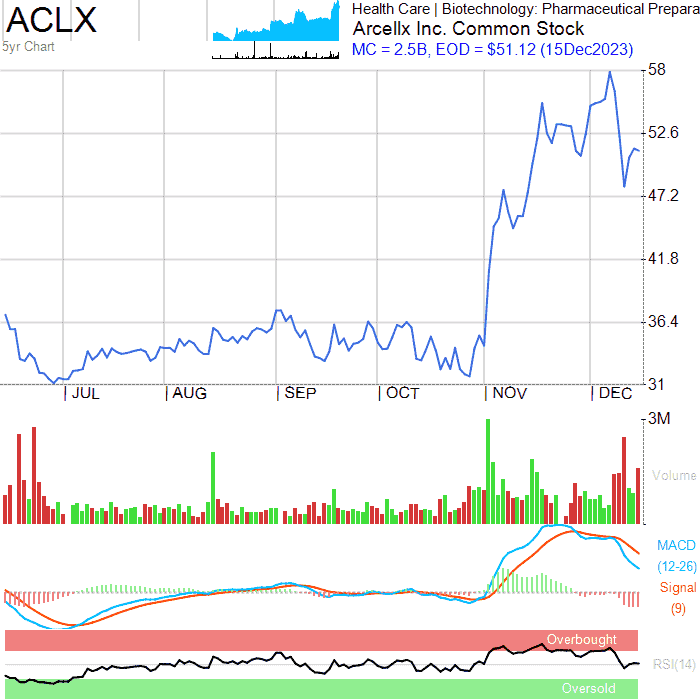 ACLX
5yr Chart
Health Care | Biotechnology: Pharmaceutical Prepara
Arcellx Inc. Common Stock
MC = 2.5B, EOD = $51.12 (15Dec2023)
58
52.6
47.2
41.8
36.4
31
JUL
AUG
SEP
OCT
NOV
DEC
3M
Volume
MACD
(12-26)
Signal
(9)
Overbought
RSI(14)
Oversold